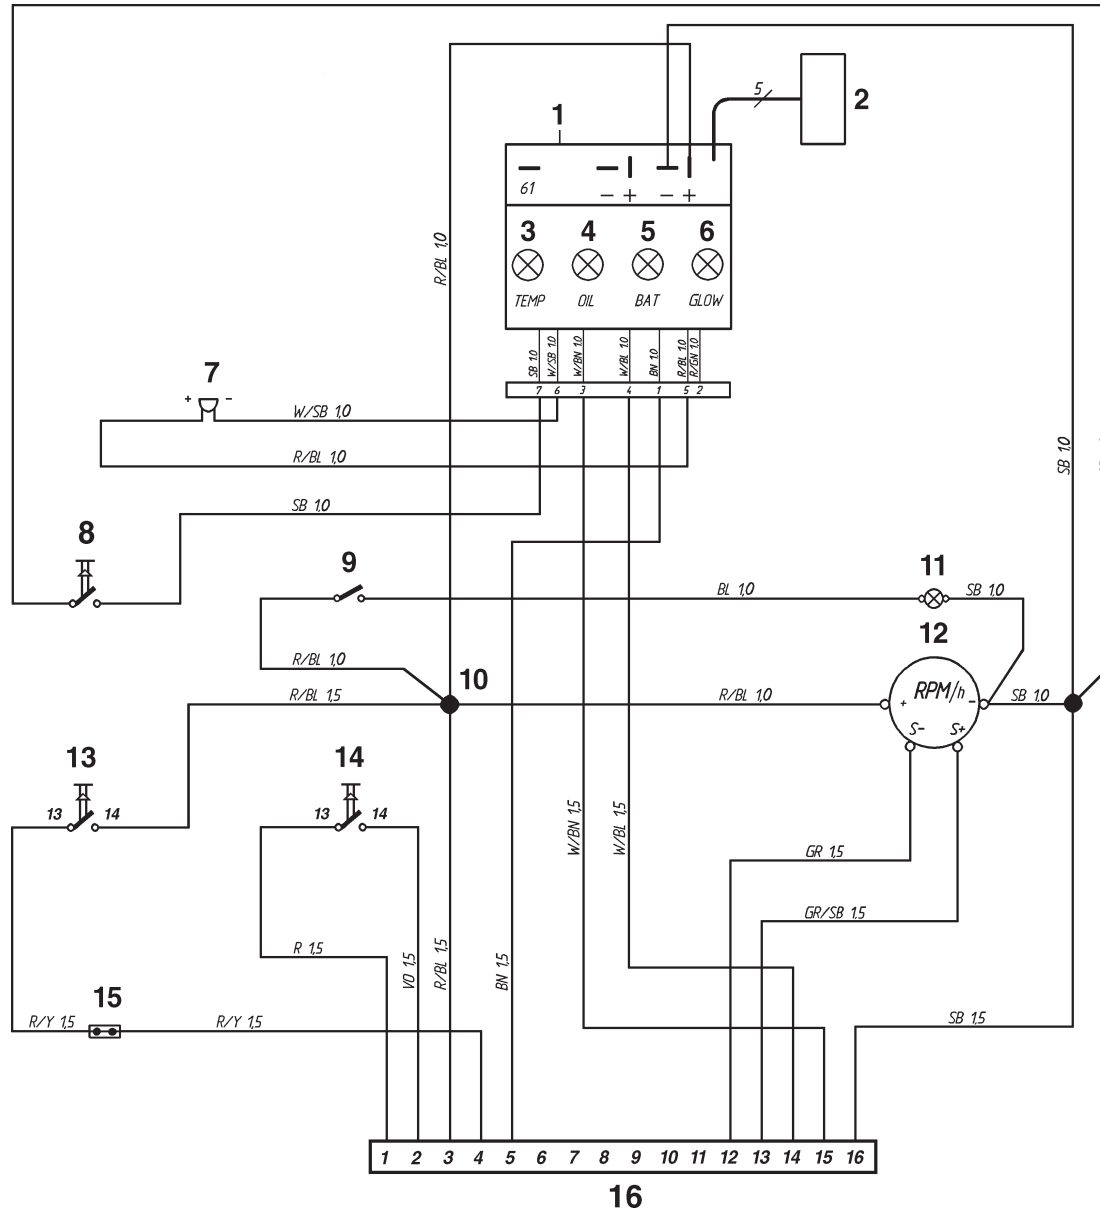 5
2
1
61
− + − +
3 4 5 6
TEMP OIL BAT GLOW
R/BL 1,0
SB 1,0
W/SB 1,0
W/BN 1,0
W/BL 1,0
BN 1,0
R/BL 1,0
R/GN 1,0
7 6 3 4 1 5 2
7
+ −
W/SB 1,0
R/BL 1,0
SB 1,0
SB 1,0
8
9
BL 1,0
11
SB 1,0
12
R/BL 1,0
10
R/BL 1,5
R/BL 1,0
RPM/h
+ −
S− S+
SB 1,0
13
14
13 14
13 14
W/BN 1,5
W/BL 1,5
GR 1,5
GR/SB 1,5
R 1,5
VO 1,5
R/BL 1,5
BN 1,5
15
R/Y 1,5
R/Y 1,5
SB 1,5
1 2 3 4 5 6 7 8 9 10 11 12 13 14 15 16
16